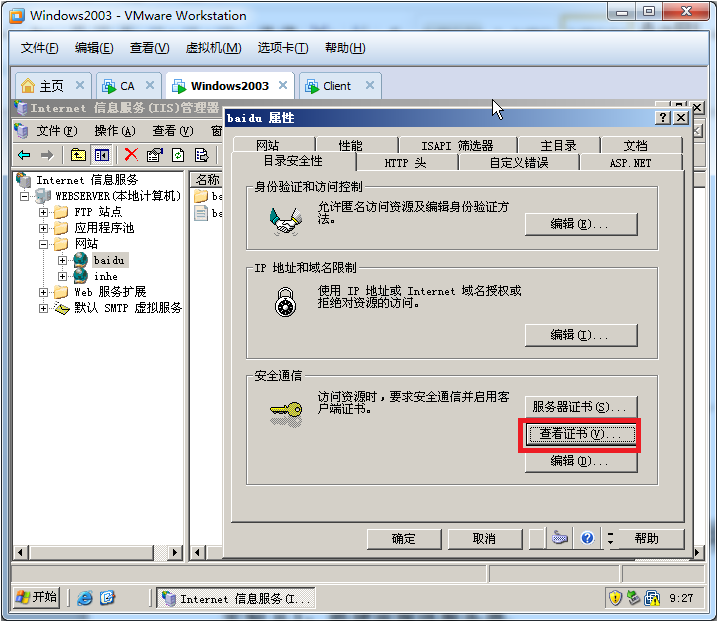 Windows2003 - VMware Workstation
文件(F) 编辑(E) 查看(V) 虚拟机(M) 选项卡(T) 帮助(H)
主页 CA Windows2003 Client
Internet 信息服务(IIS)管理器
baidu 属性
文件(F) 操作(A) 查看(V)
网站 性能 ISAPI 筛选器 主目录 文档
目录安全性 HTTP 头 自定义错误 ASP.NET
Internet 信息服务
WEBSERVER(本地计算机)
FTP 站点
应用程序池
网站
baidu
inhe
Web 服务扩展
默认 SMTP 虚拟服务
名称
ba
ba
身份验证和访问控制
允许匿名访问资源及编辑身份验证方
法。
编辑(E)...
IP 地址和域名限制
使用 IP 地址或 Internet 域名授权或
拒绝对资源的访问。
编辑(I)...
安全通信
访问资源时，要求安全通信并启用客
户端证书。
服务器证书(S)...
查看证书(V)...
编辑(D)...
确定 取消 帮助
开始 Internet 信息服务(I... 9:27